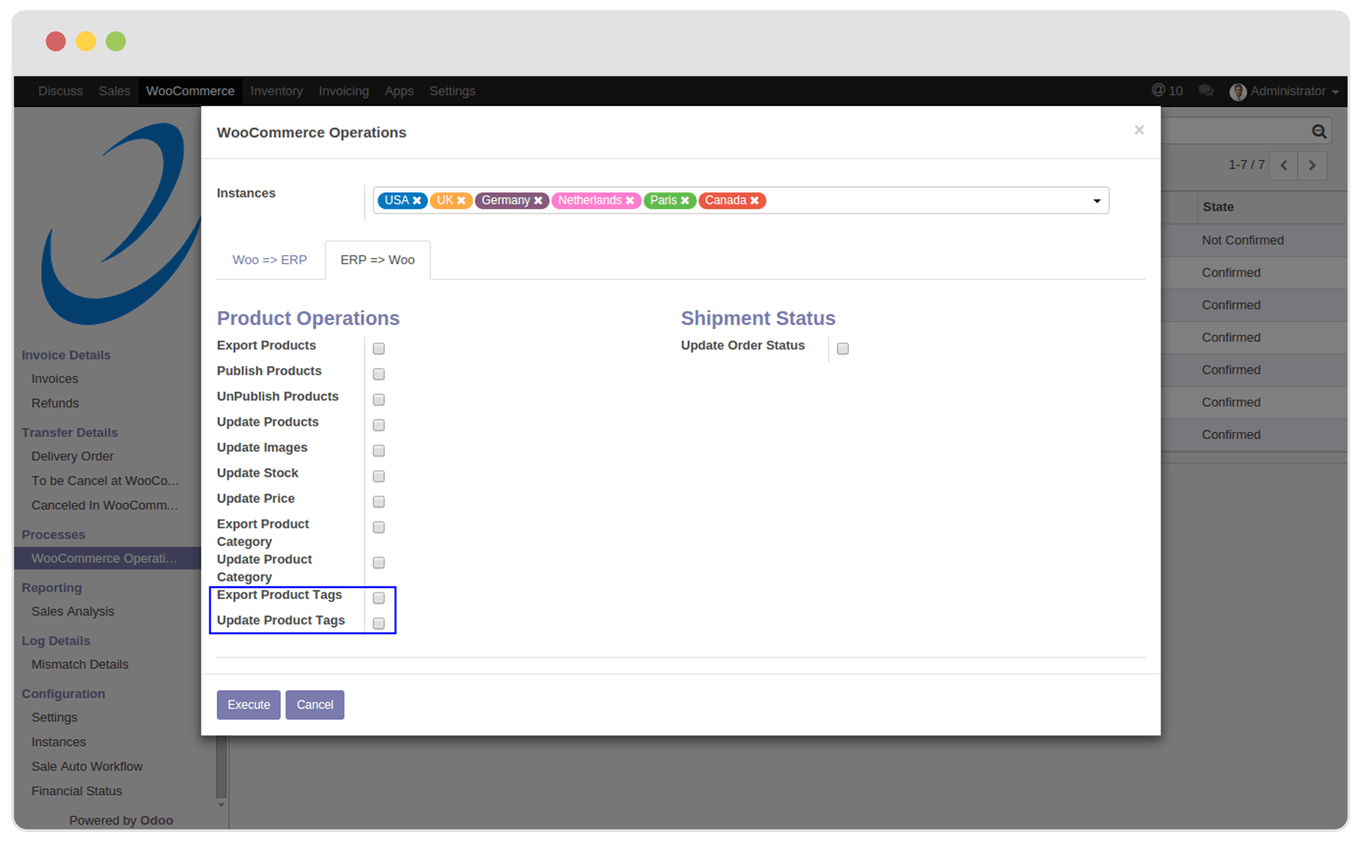 Discuss Sales WooCommerce Inventory Invoicing Apps Settings @ 10 Administrator
WooCommerce Operations ×
1-7 / 7
Instances USA ✖ UK ✖ Germany ✖ Netherlands ✖ Paris ✖ Canada ✖
Woo => ERP ERP => Woo
Product Operations
Export Products
Publish Products
UnPublish Products
Update Products
Update Images
Update Stock
Update Price
Export Product
Category
Update Product
Category
Export Product Tags
Update Product Tags
Shipment Status
Update Order Status
Execute Cancel
State
Not Confirmed
Confirmed
Confirmed
Confirmed
Confirmed
Confirmed
Confirmed
Invoice Details
Invoices
Refunds
Transfer Details
Delivery Order
To be Cancel at WooCo...
Canceled In WooComm...
Processes
WooCommerce Operati...
Reporting
Sales Analysis
Log Details
Mismatch Details
Configuration
Settings
Instances
Sale Auto Workflow
Financial Status
Powered by Odoo